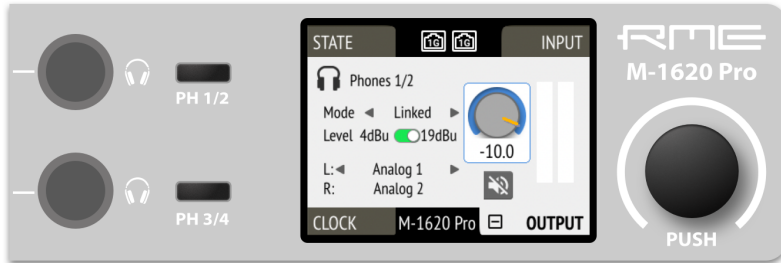 STATE
1G
1G
INPUT
Phones 1/2
Mode
Linked
Level
4dBu
19dBu
-10.0
L:
Analog 1
R:
Analog 2
CLOCK
M-1620 Pro
OUTPUT
PH 1/2
PH 3/4
RME
M-1620 Pro
PUSH